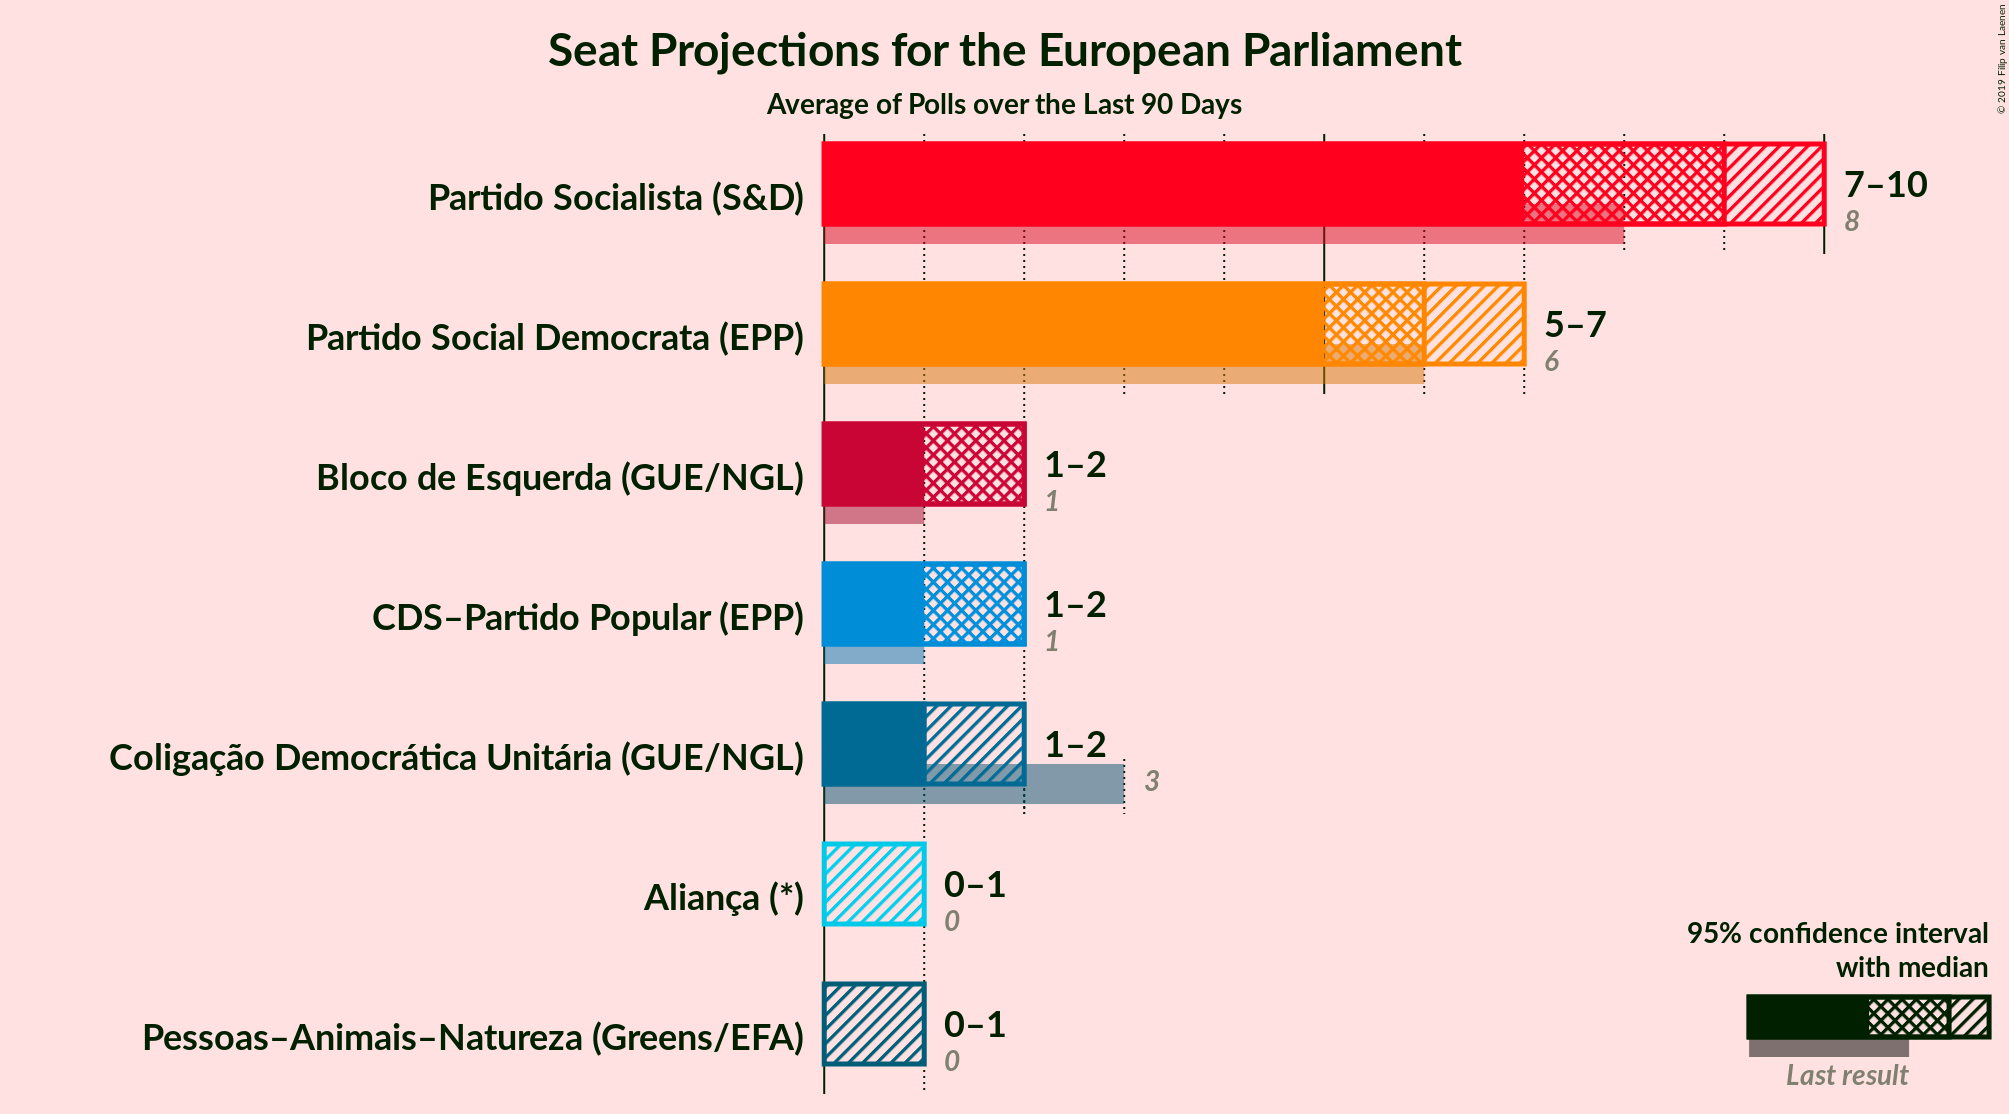 Seat Projections for the European Parliament
Average of Polls over the Last 90 Days
© 2019 Filip van Laenen
Partido Socialista (S&D)
7–10
8
Partido Social Democrata (EPP)
5–7
6
Bloco de Esquerda (GUE/NGL)
1–2
1
CDS–Partido Popular (EPP)
1–2
1
Coligação Democrática Unitária (GUE/NGL)
1–2
3
Aliança (*)
0–1
0
Pessoas–Animais–Natureza (Greens/EFA)
0–1
0
95% confidence interval
with median
Last result